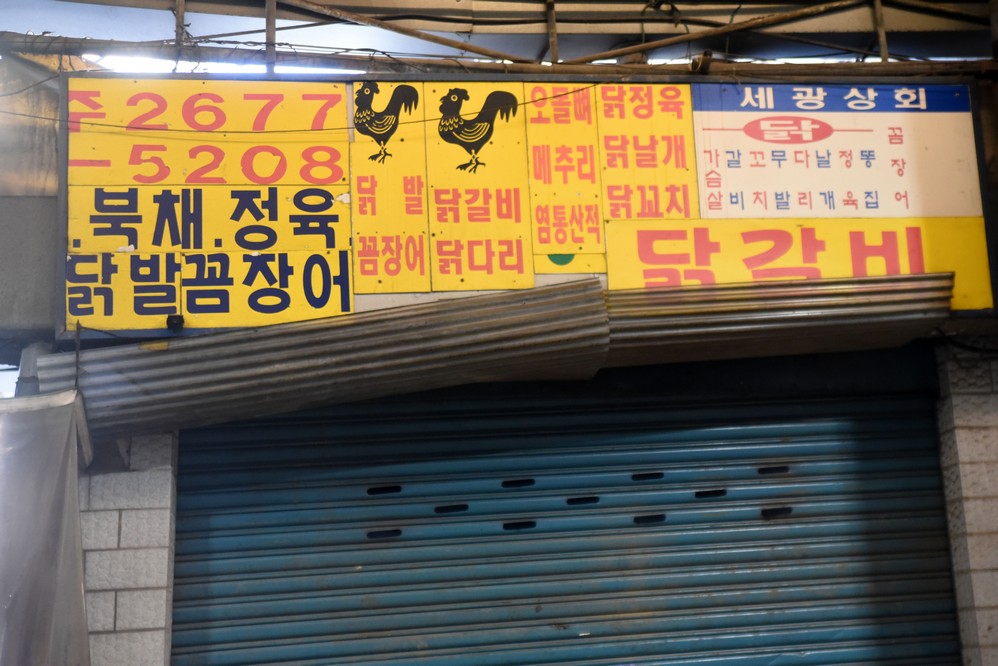 주 2677
-5208
.북채.정육
닭발꼼장어
닭 발
꼼장어
닭갈비
닭다리
오돌뼈
메추리
염통산적
닭정육
닭날개
닭꼬치
세광상회
닭
가슴살 갈비 꼬지 무발 다리 날개 정육 똥집 꼼장어
닭갈비